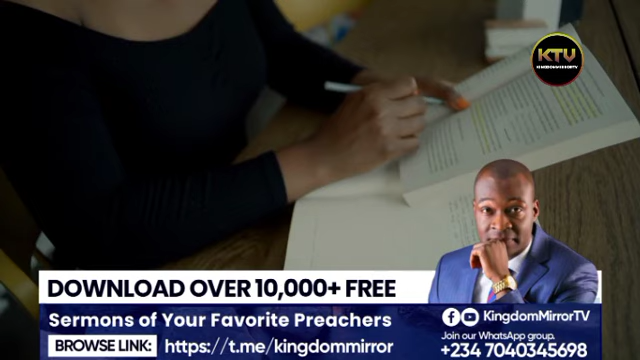 KTV
KINGDOMMIRRORTV
DOWNLOAD OVER 10,000+ FREE
Sermons of Your Favorite Preachers
BROWSE LINK: https://t.me/kingdommirror
KingdomMirrorTV
Join our WhatsApp group.
+234 7040345698